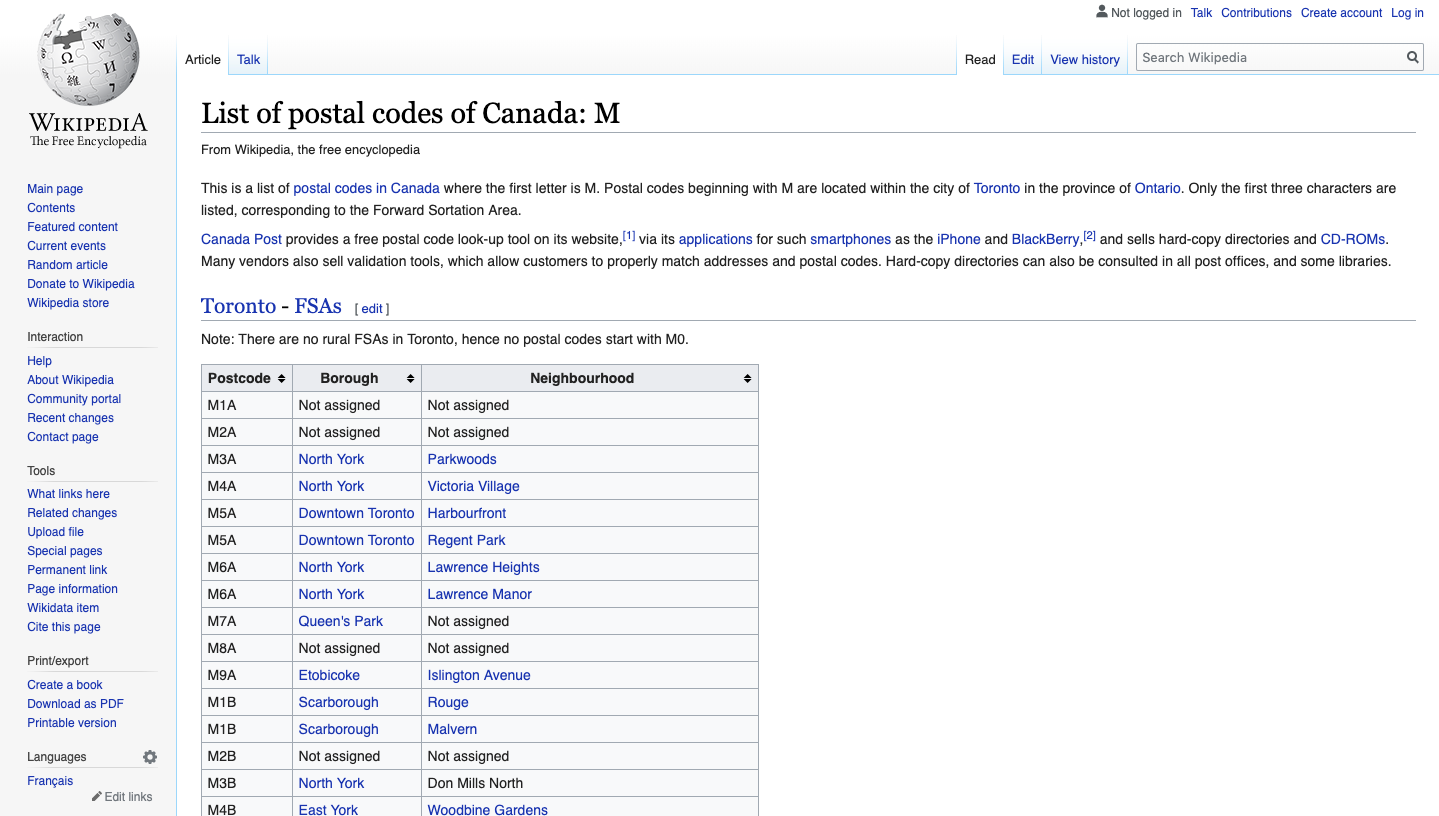 Not logged in Talk Contributions Create account Log in
Article Talk Read Edit View history Search Wikipedia
Ω W И 維 7
WIKIPEDIA
The Free Encyclopedia
Main page
Contents
Featured content
Current events
Random article
Donate to Wikipedia
Wikipedia store
Interaction
Help
About Wikipedia
Community portal
Recent changes
Contact page
Tools
What links here
Related changes
Upload file
Special pages
Permanent link
Page information
Wikidata item
Cite this page
Print/export
Create a book
Download as PDF
Printable version
Languages
Français
Edit links
List of postal codes of Canada: M
From Wikipedia, the free encyclopedia
This is a list of postal codes in Canada where the first letter is M. Postal codes beginning with M are located within the city of Toronto in the province of Ontario. Only the first three characters are
listed, corresponding to the Forward Sortation Area.
Canada Post provides a free postal code look-up tool on its website,[1] via its applications for such smartphones as the iPhone and BlackBerry,[2] and sells hard-copy directories and CD-ROMs.
Many vendors also sell validation tools, which allow customers to properly match addresses and postal codes. Hard-copy directories can also be consulted in all post offices, and some libraries.
Toronto - FSAs [ edit ]
Note: There are no rural FSAs in Toronto, hence no postal codes start with M0.
Postcode Borough Neighbourhood
M1A Not assigned Not assigned
M2A Not assigned Not assigned
M3A North York Parkwoods
M4A North York Victoria Village
M5A Downtown Toronto Harbourfront
M5A Downtown Toronto Regent Park
M6A North York Lawrence Heights
M6A North York Lawrence Manor
M7A Queen's Park Not assigned
M8A Not assigned Not assigned
M9A Etobicoke Islington Avenue
M1B Scarborough Rouge
M1B Scarborough Malvern
M2B Not assigned Not assigned
M3B North York Don Mills North
M4B East York Woodbine Gardens